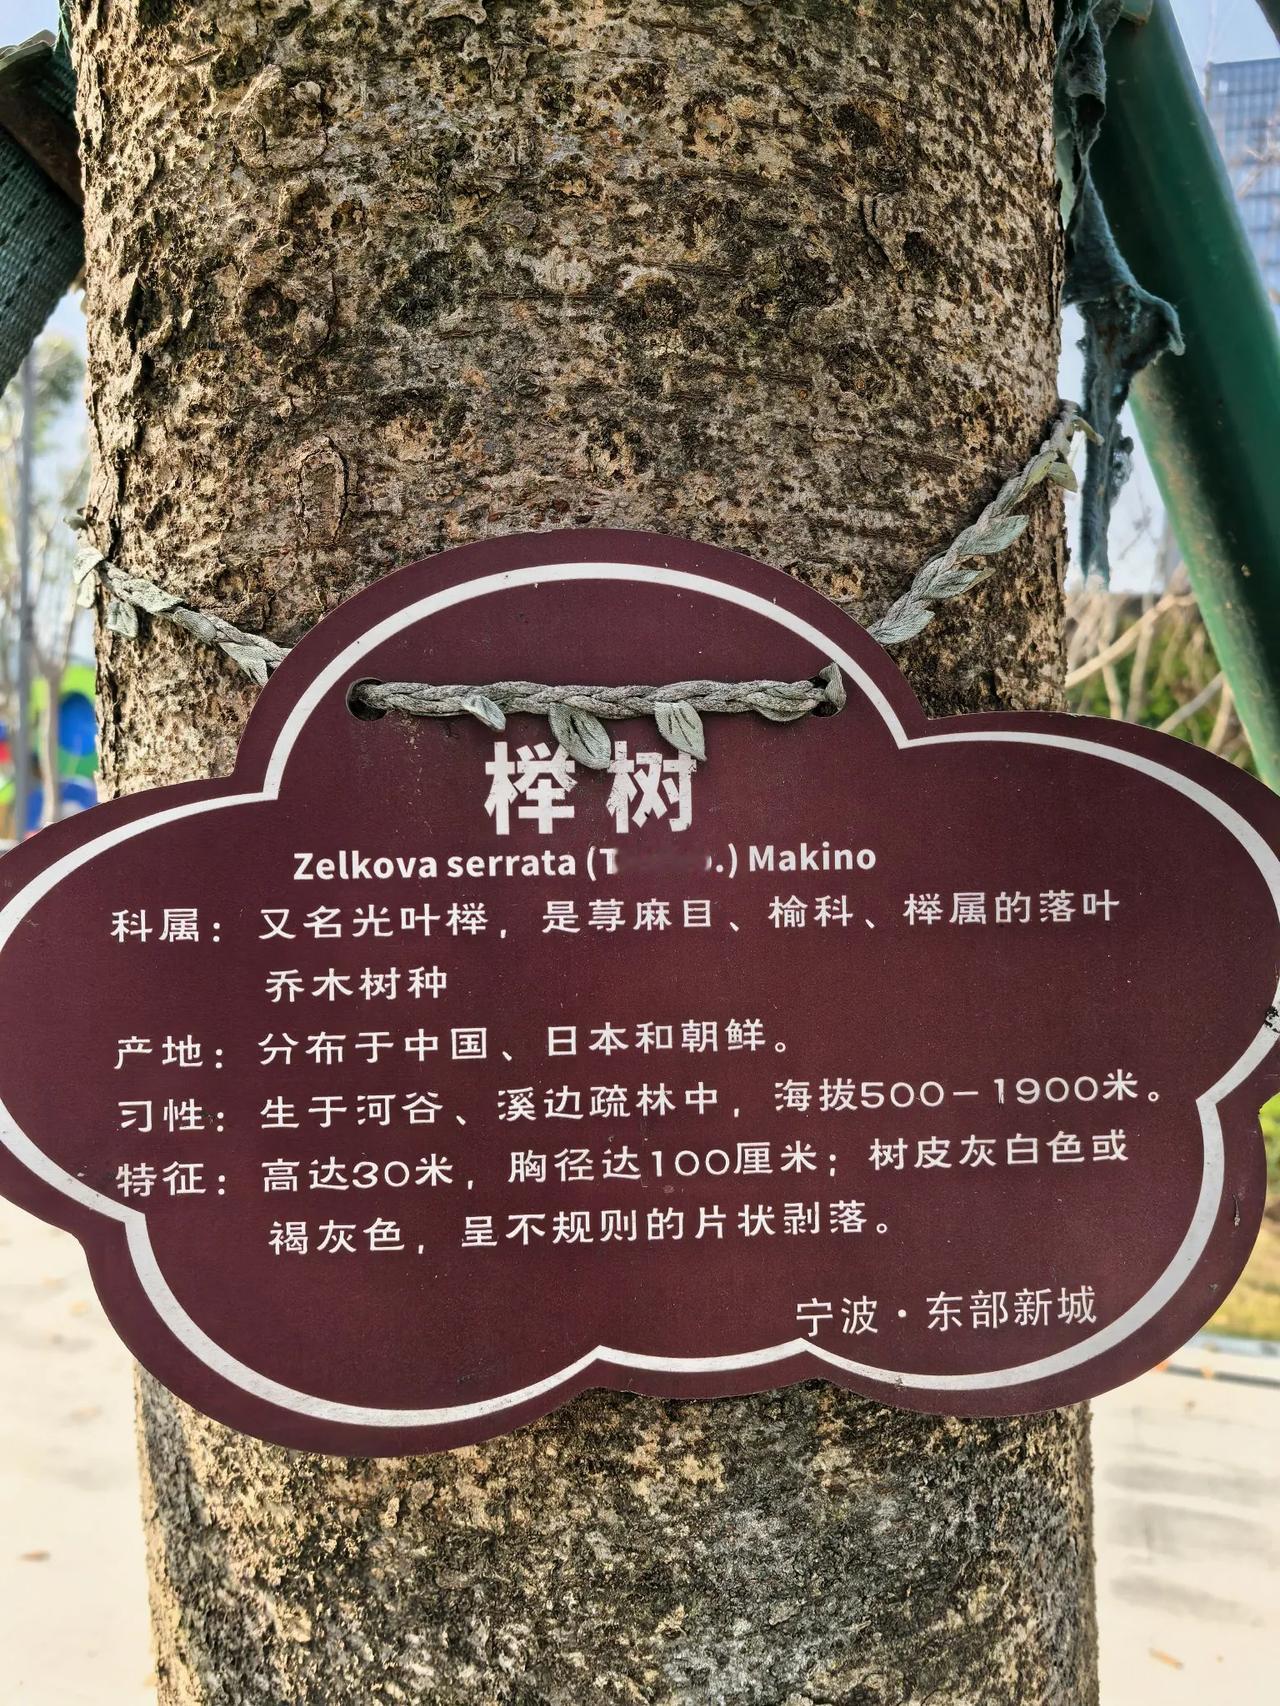 榉树
Zelkova serrata ( .) Makino
科属：又名光叶榉，是荨麻目、榆科、榉属的落叶
乔木树种
产地：分布于中国、日本和朝鲜。
习性：生于河谷、溪边疏林中，海拔500-1900米。
特征：高达30米，胸径达100厘米；树皮灰白色或
褐灰色，呈不规则的片状剥落。
宁波·东部新城